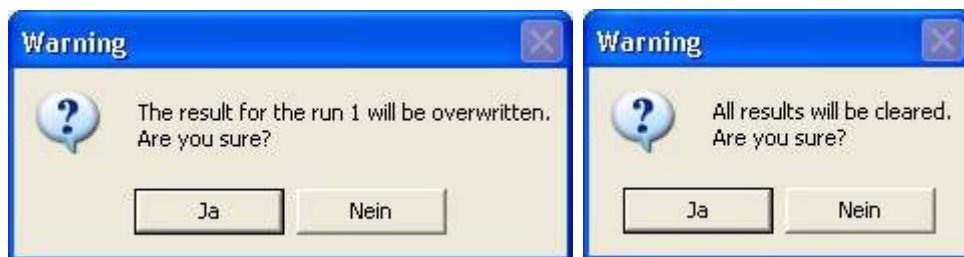 Warning
The result for the run 1 will be overwritten.
Are you sure?
Ja
Nein
Warning
All results will be cleared.
Are you sure?
Ja
Nein